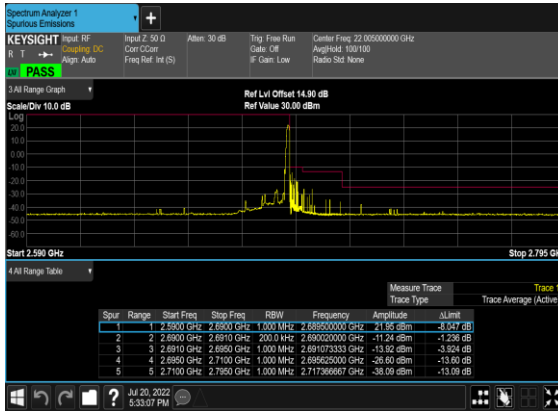 Spectrum Analyzer 1
Spurious Emissions
+
KEYSIGHT Input: RF Input Z: 50 Ω Atten: 30 dB Trig: Free Run Center Freq: 22.005000000 GHz
R T Coupling: DC Corr CCorr Gate: Off Avg|Hold: 100/100
Align: Auto Freq Ref: Int (S) IF Gain: Low Radio Std: None
PASS
3 All Range Graph
Ref Lvl Offset 14.90 dB
Scale/Div 10.0 dB Ref Value 30.00 dBm
Log
20.0
10.0
0.00
-10.0
-20.0
-30.0
-40.0
-50.0
-60.0
Start 2.590 GHz Stop 2.795 GH
4 All Range Table
Measure Trace Trace 1
Trace Type Trace Average (Active
Spur Range Start Freq Stop Freq RBW Frequency Amplitude ΔLimit
1 1 2.5900 GHz 2.6900 GHz 1.000 MHz 2.689500000 GHz 21.95 dBm -8.047 dB
2 2 2.6900 GHz 2.6910 GHz 200.0 kHz 2.690020000 GHz -11.24 dBm -1.236 dB
3 3 2.6910 GHz 2.6950 GHz 1.000 MHz 2.691073333 GHz -13.92 dBm -3.924 dB
4 4 2.6950 GHz 2.7100 GHz 1.000 MHz 2.695625000 GHz -26.60 dBm -13.60 dB
5 5 2.7100 GHz 2.7950 GHz 1.000 MHz 2.717366667 GHz -38.09 dBm -13.09 dB
? Jul 20, 2022
5:33:07 PM